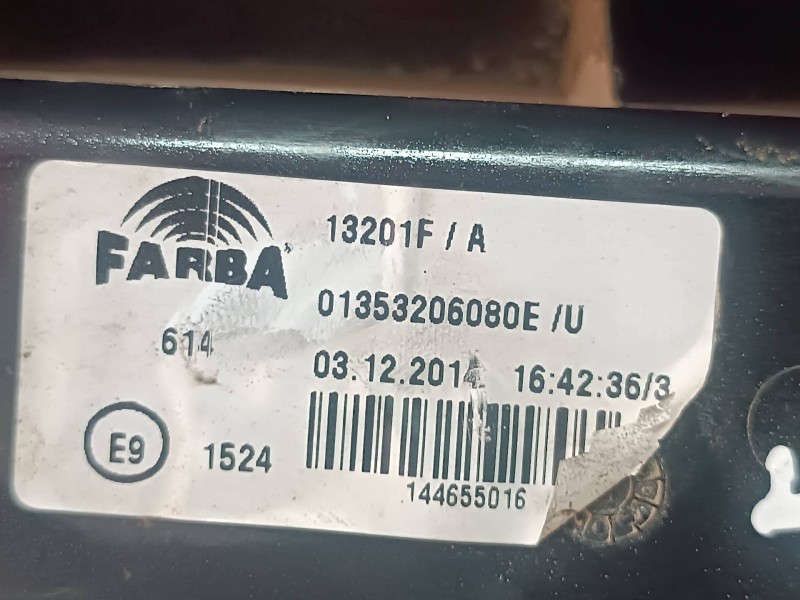 FARBA
13201F / A
01353206080E /U
614
03.12.2014 16:42:36/3
E9
1524
144655016